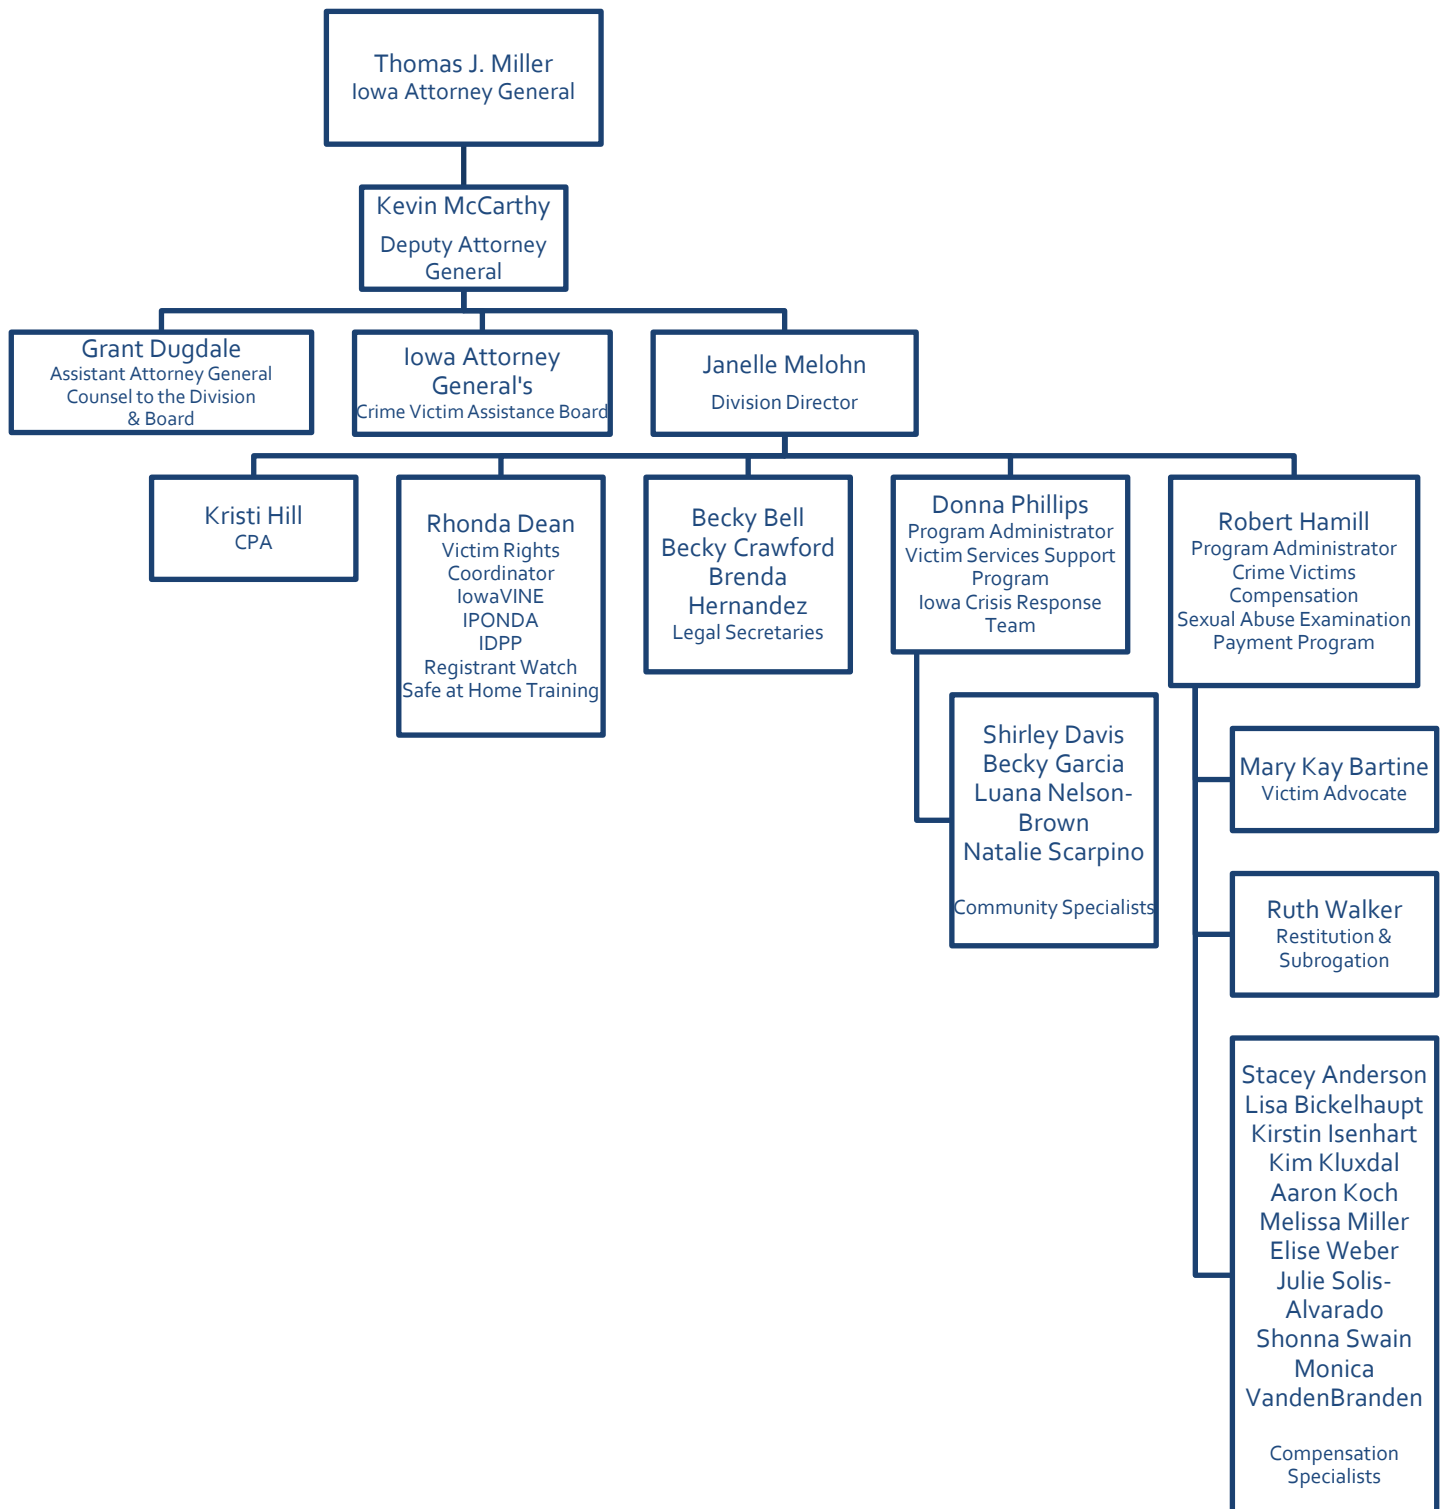 Thomas J. Miller
Iowa Attorney General
Kevin McCarthy
Deputy Attorney
General
Grant Dugdale
Assistant Attorney General
Counsel to the Division
& Board
Iowa Attorney
General's
Crime Victim Assistance Board
Janelle Melohn
Division Director
Kristi Hill
CPA
Rhonda Dean
Victim Rights
Coordinator
IowaVINE
IPONDA
IDPP
Registrant Watch
Safe at Home Training
Becky Bell
Becky Crawford
Brenda
Hernandez
Legal Secretaries
Donna Phillips
Program Administrator
Victim Services Support
Program
Iowa Crisis Response
Team
Robert Hamill
Program Administrator
Crime Victims
Compensation
Sexual Abuse Examination
Payment Program
Shirley Davis
Becky Garcia
Luana Nelson-
Brown
Natalie Scarpino
Community Specialists
Mary Kay Bartine
Victim Advocate
Ruth Walker
Restitution &
Subrogation
Stacey Anderson
Lisa Bickelhaupt
Kirstin Isenhart
Kim Kluxdal
Aaron Koch
Melissa Miller
Elise Weber
Julie Solis-
Alvarado
Shonna Swain
Monica
VandenBranden
Compensation
Specialists